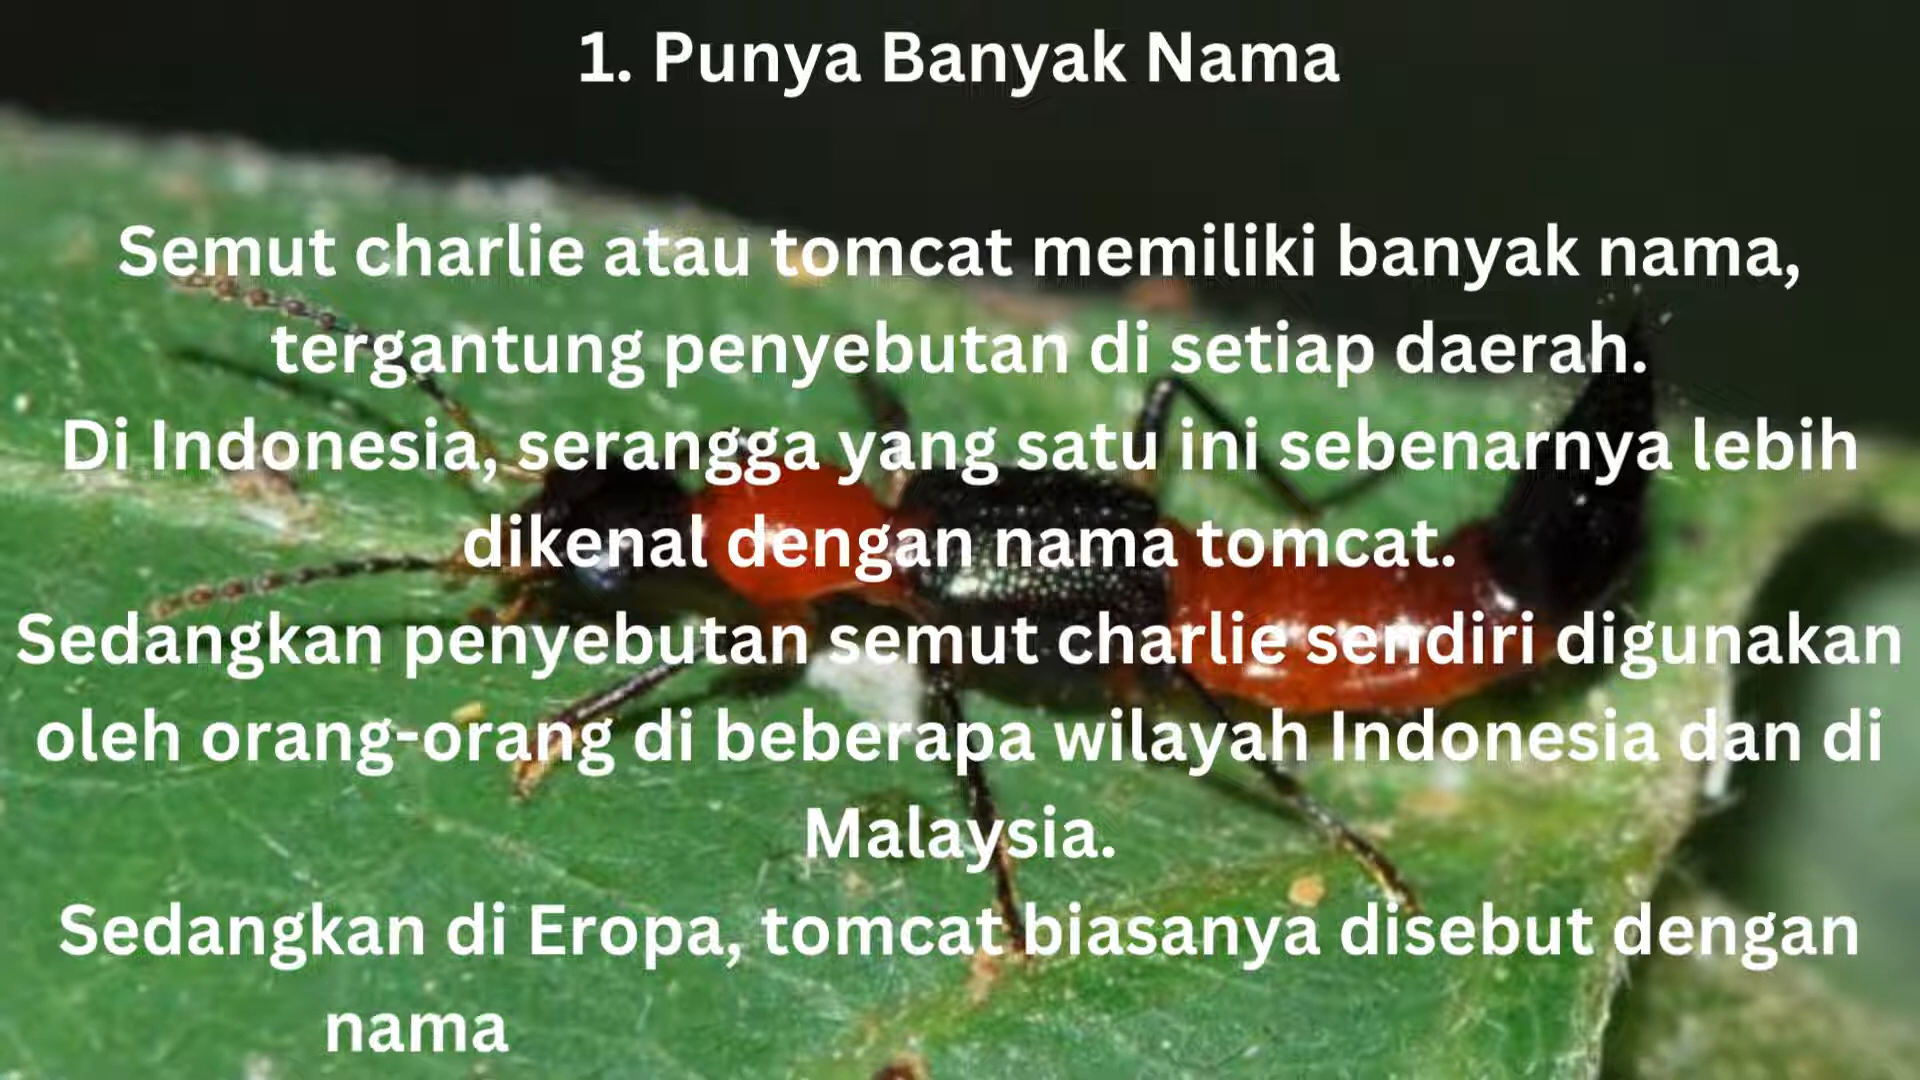 1. Punya Banyak Nama
Semut charlie atau tomcat memiliki banyak nama,
tergantung penyebutan di setiap daerah.
Di Indonesia, serangga yang satu ini sebenarnya lebih
dikenal dengan nama tomcat.
Sedangkan penyebutan semut charlie sendiri digunakan
oleh orang-orang di beberapa wilayah Indonesia dan di
Malaysia.
Sedangkan di Eropa, tomcat biasanya disebut dengan
nama